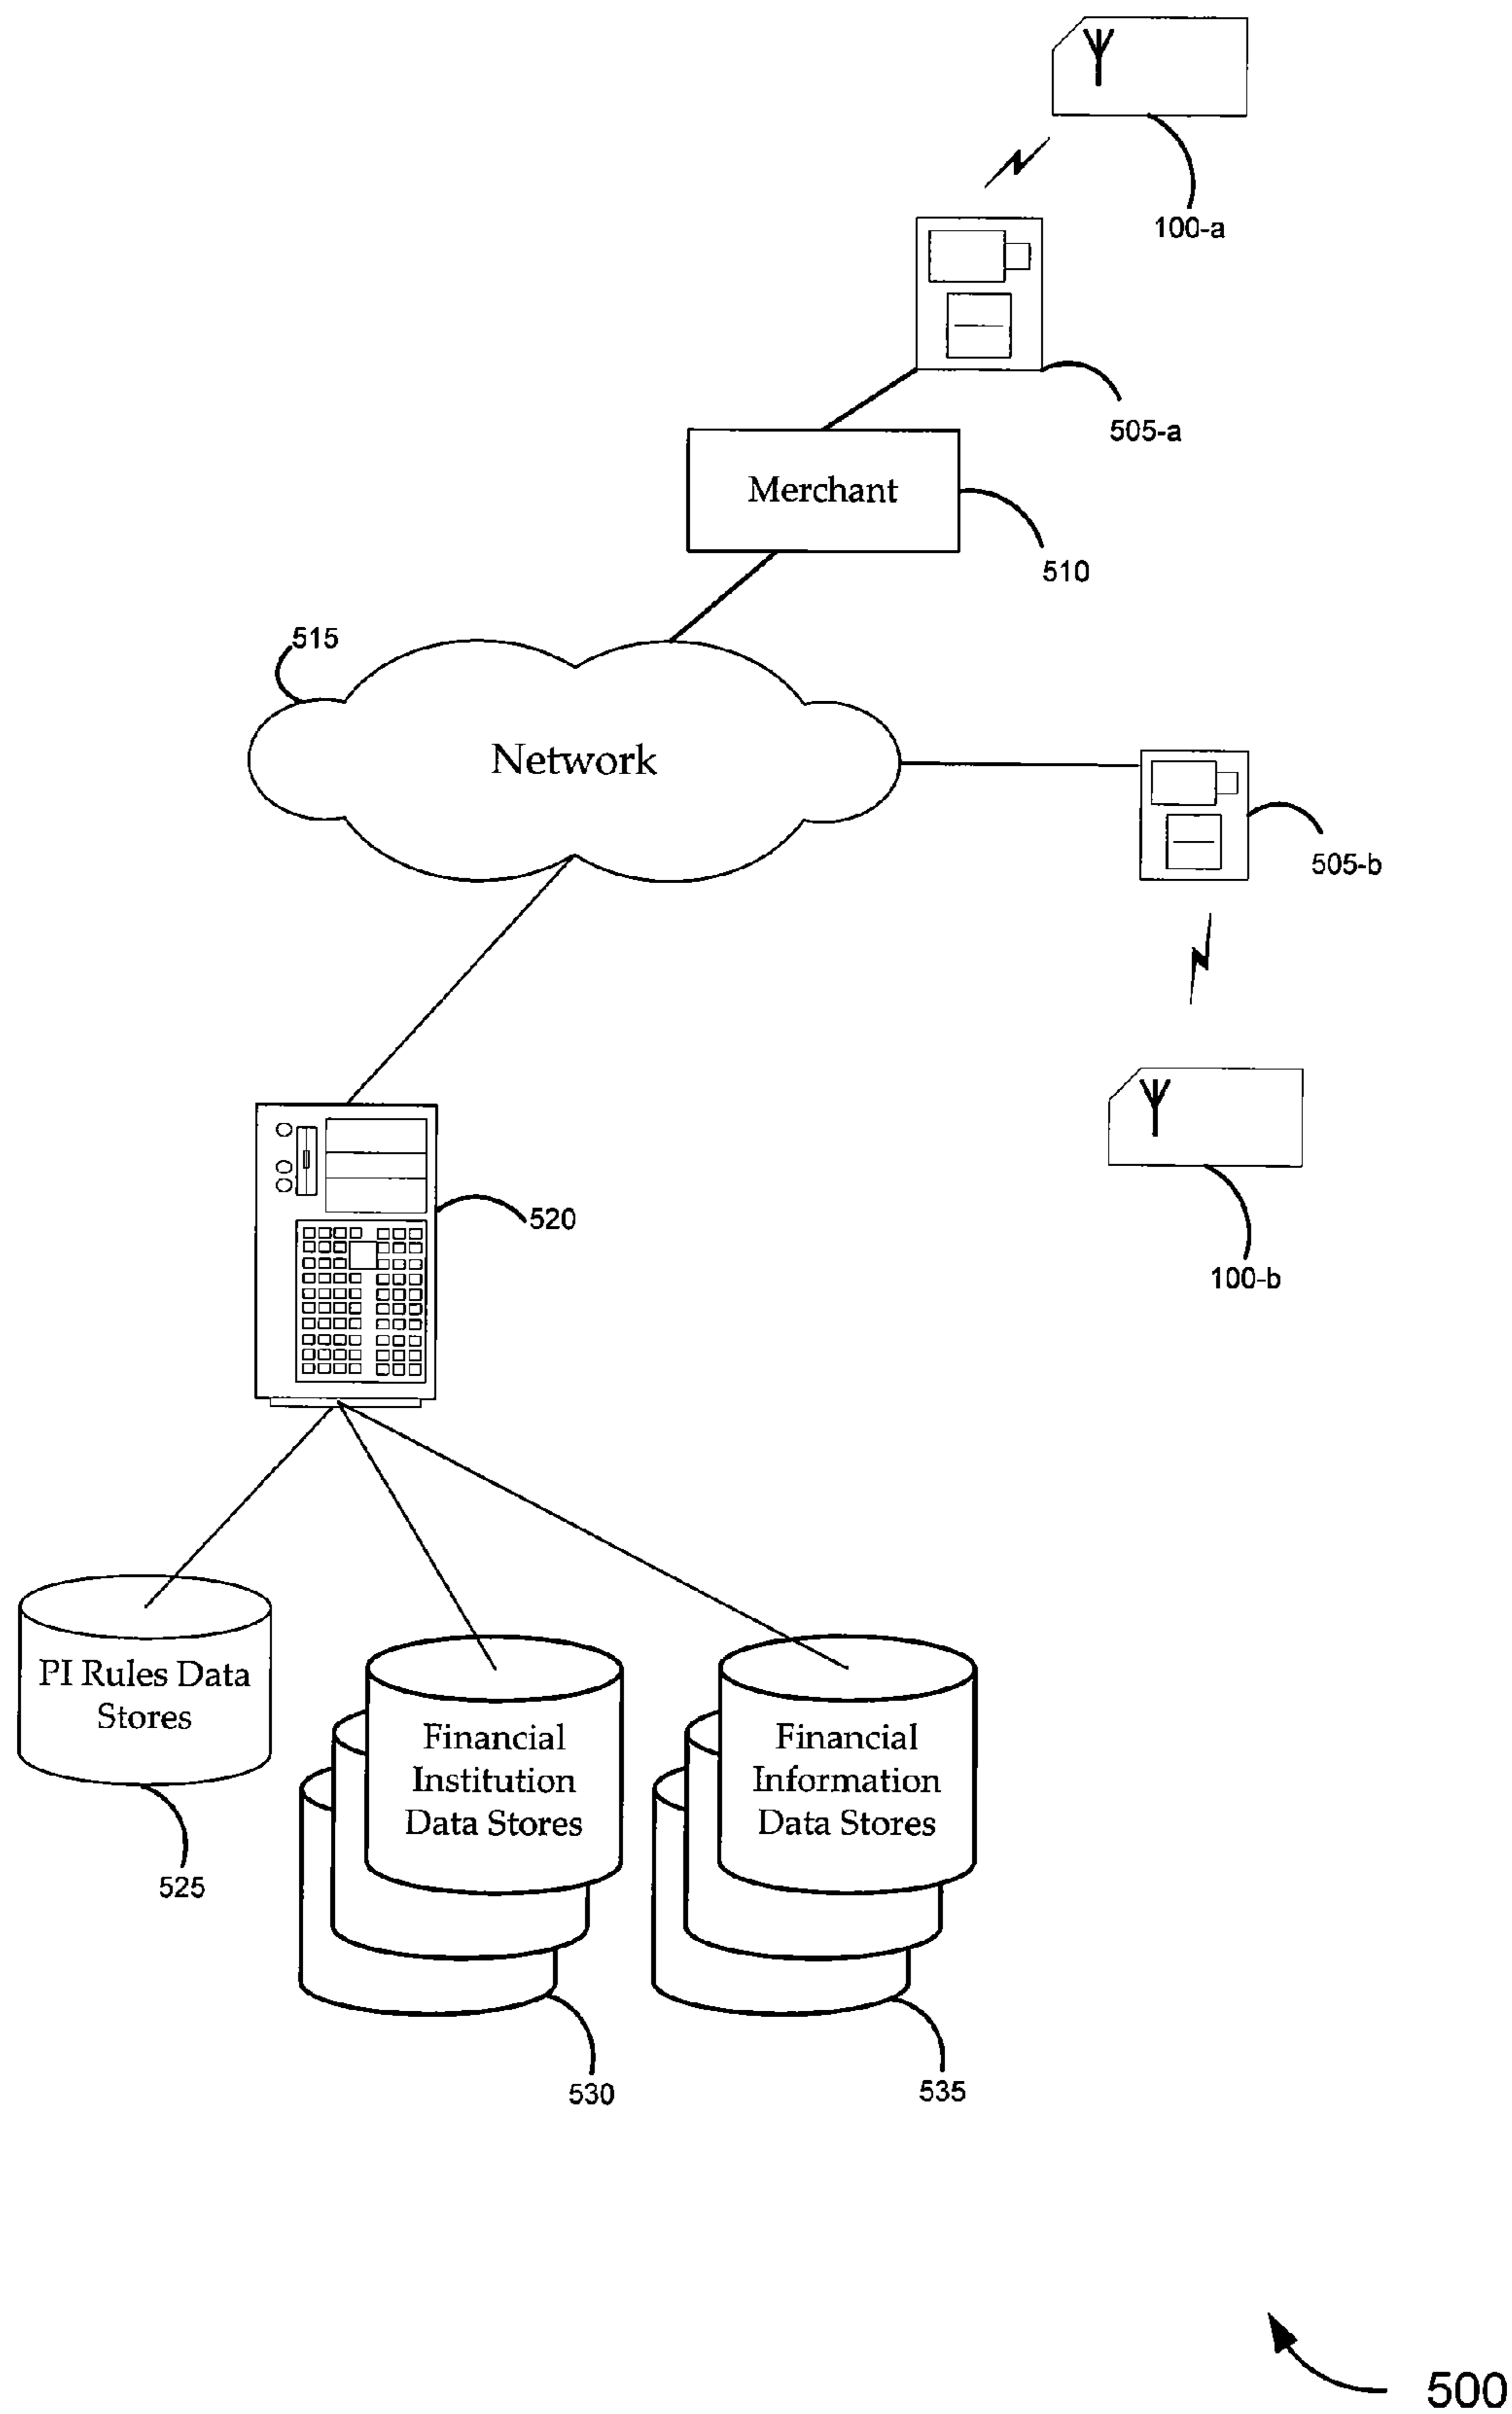 100-a
505-a
Merchant
510
515
Network
505-b
520
100-b
PI Rules Data
Stores
525
Financial
Institution
Data Stores
530
Financial
Information
Data Stores
535
500